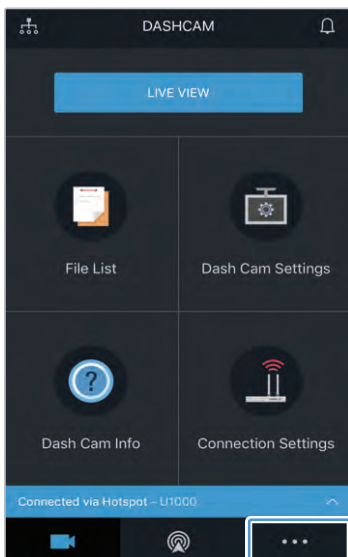 DASHCAM
LIVE VIEW
File List
Dash Cam Settings
?
Dash Cam Info
Connection Settings
Connected via Hotspot – U1000